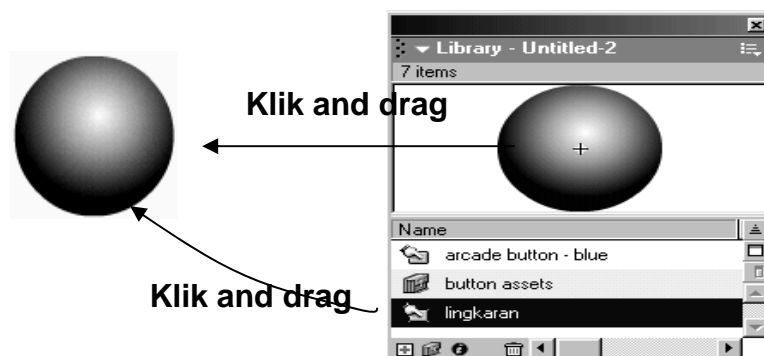 Library - Untitled-2
7 items
Klik and drag
Name
arcade button - blue
button assets
Klik and drag
lingkaran